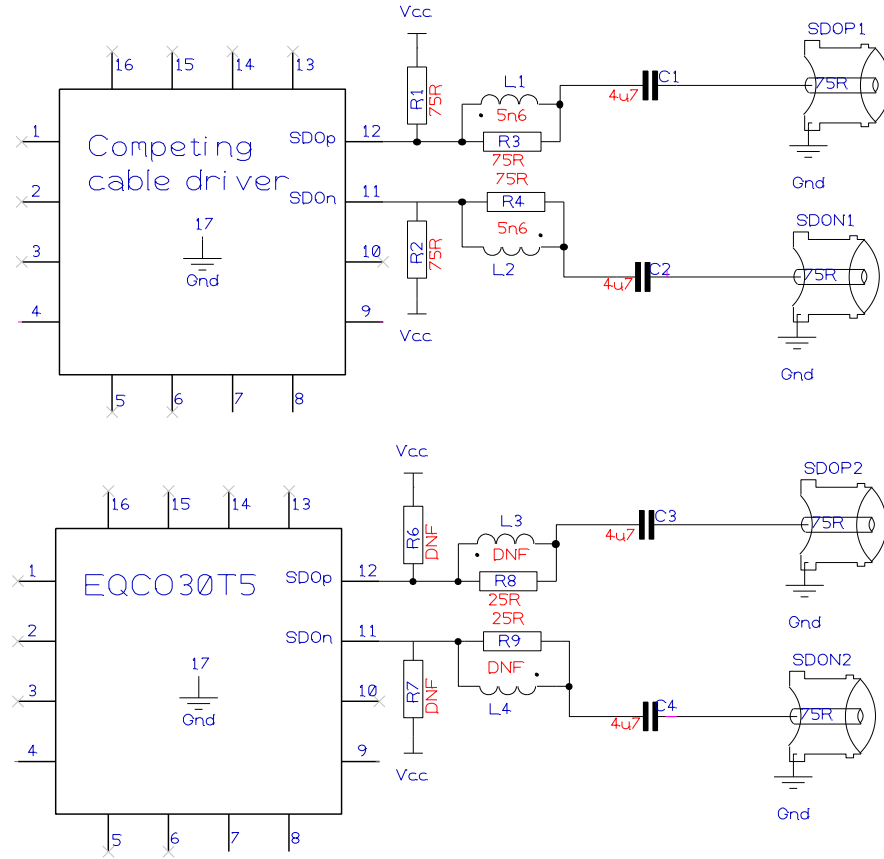 SDOP1
Vcc
16 15 14 13
R1 75R
L1
5n6
C1
4u7
75R
1
12
SDOp
R3
75R
Competing
cable driver
Gnd
2
11
SDOn
75R
R4
5n6
L2
SDON1
17
Gnd
3
10
R2 75R
C2
4u7
75R
4
9
Vcc
Gnd
5 6 7 8
Vcc
SDOP2
16 15 14 13
R6 DNF
L3
DNF
C3
4u7
75R
1
12
SDOp
R8
25R
EQCO30T5
Gnd
2
11
SDOn
25R
R9
DNF
L4
SDON2
17
Gnd
3
10
R7 DNF
C4
4u7
75R
4
9
Vcc
Gnd
5 6 7 8